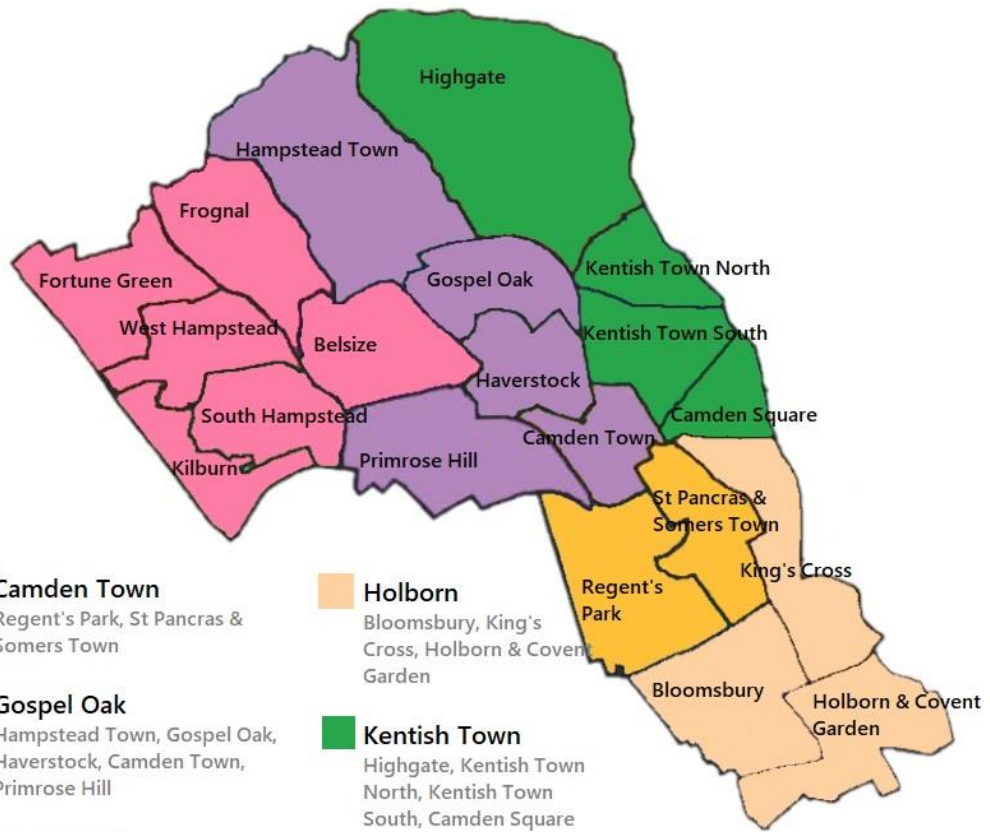 Highgate
Hampstead Town
Frognal
Kentish Town North
Gospel Oak
Fortune Green
West Hampstead
Kentish Town South
Belsize
Haverstock
South Hampstead
Camden Square
Camden Town
Primrose Hill
Kilburn
St Pancras &
Somers Town
King's Cross
Regent's
Park
Bloomsbury
Holborn & Covent
Garden
Camden Town
Regent's Park, St Pancras &
Somers Town
Gospel Oak
Hampstead Town, Gospel Oak,
Haverstock, Camden Town,
Primrose Hill
Holborn
Bloomsbury, King's
Cross, Holborn & Covent
Garden
Kentish Town
Highgate, Kentish Town
North, Kentish Town
South, Camden Square